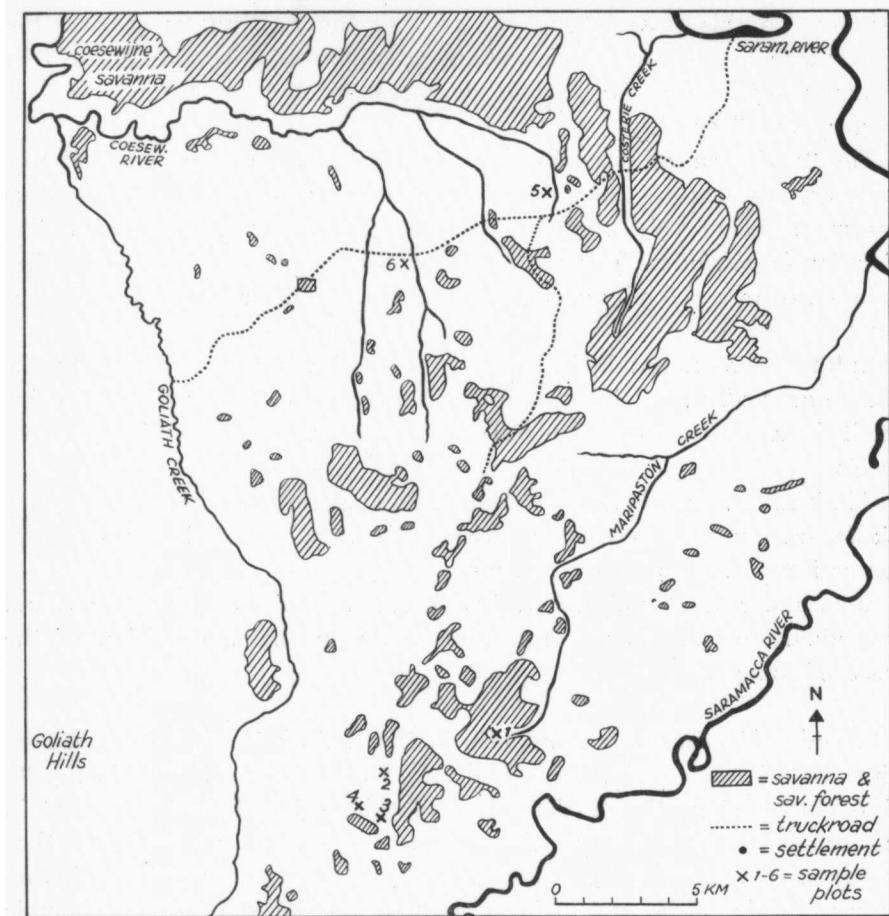 coesewijne
savanna
Saram. RIVER
COSTERIE CREEK
COESEW.
RIVER
5
6
GOLIATH CREEK
MARIPASTON CREEK
SARAMACCA RIVER
1
2
3
4
Goliath
Hills
N
= savanna &
sav. forest
= truckroad
= settlement
1-6 = sample
plots
0 5 KM